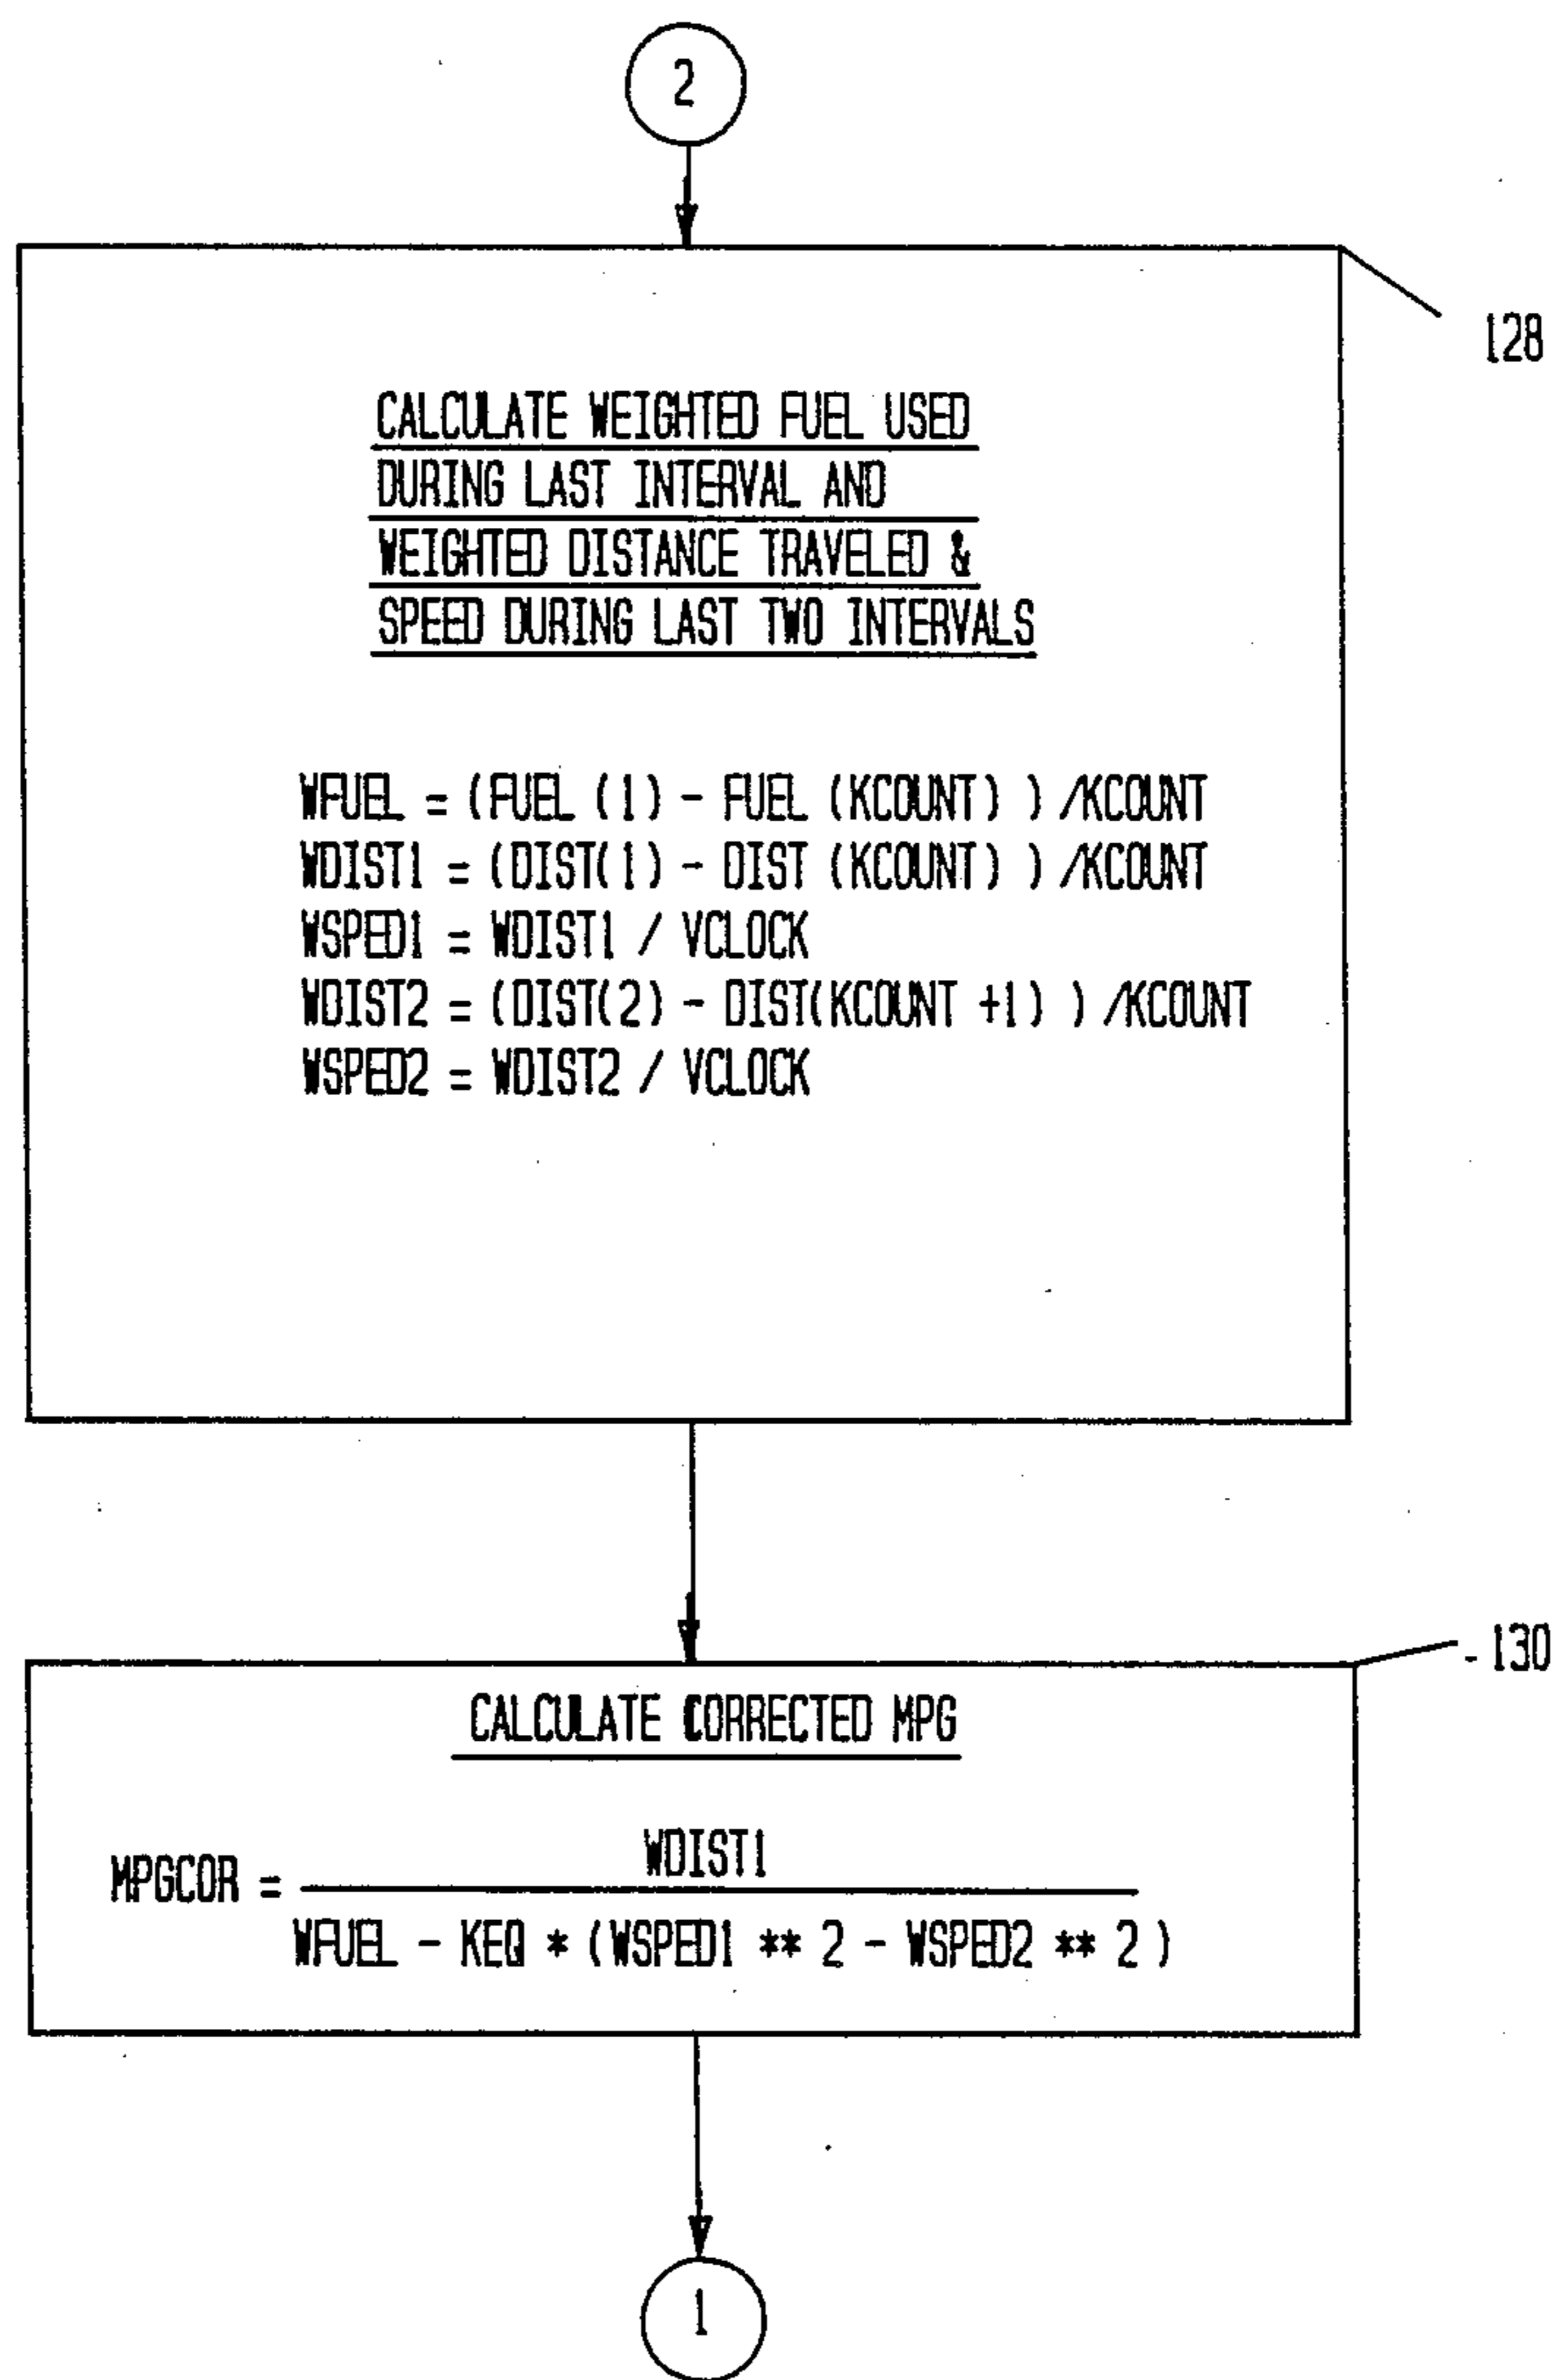 2
128
CALCULATE WEIGHTED FUEL USED
DURING LAST INTERVAL AND
WEIGHTED DISTANCE TRAVELED &
SPEED DURING LAST TWO INTERVALS
WFUEL = (FUEL (1) - FUEL (KCOUNT) ) /KCOUNT
WDIST1 = (DIST(1) - DIST (KCOUNT) ) /KCOUNT
WSPED1 = WDIST1 / VCLOCK
WDIST2 = (DIST(2) - DIST(KCOUNT +1) ) /KCOUNT
WSPED2 = WDIST2 / VCLOCK
130
CALCULATE CORRECTED MPG
WDIST1
MPGCOR =
WFUEL - KEQ * (WSPED1 ** 2 - WSPED2 ** 2 )
1